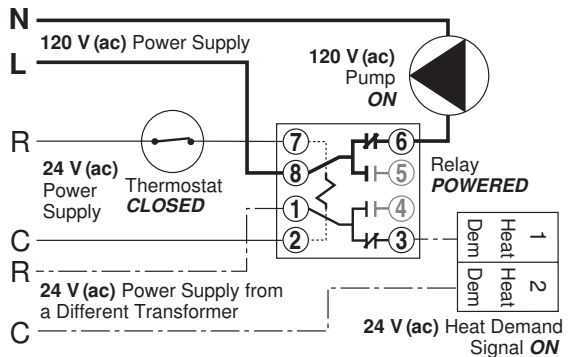 N
120 V (ac) Power Supply
L
120 V (ac)
Pump
ON
R
24 V (ac)
Power
Supply
Thermostat
CLOSED
7
6
8
5
1
4
2
3
Relay
POWERED
C
R
24 V (ac) Power Supply from
a Different Transformer
C
1
Heat
Dem
2
Heat
Dem
24 V (ac) Heat Demand
Signal ON